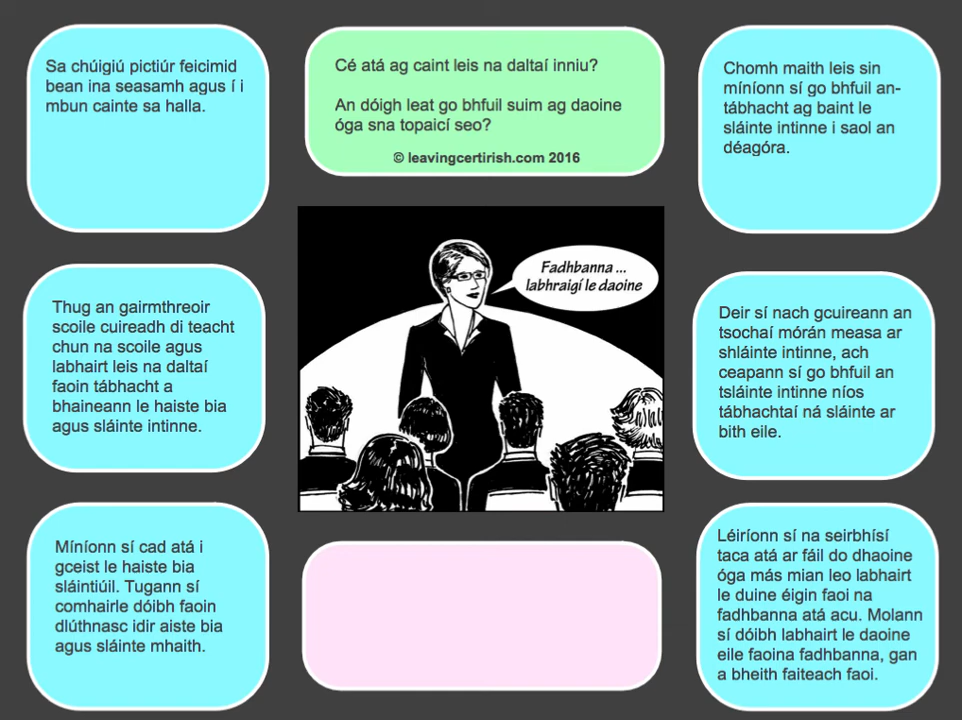 Sa chúigiú pictiúr feicimid
bean ina seasamh agus í i
mbun cainte sa halla.
Thug an gairmthreoir
scoile cuireadh di teacht
chun na scoile agus
labhairt leis na daltaí
faoin tábhacht a
bhaineann le haiste bia
agus sláinte intinne.
Míníonn sí cad atá i
gceist le haiste bia
sláintiúil. Tugann sí
comhairle dóibh faoin
dlúthnasc idir aiste bia
agus sláinte mhaith.
Cé atá ag caint leis na daltaí inniu?
An dóigh leat go bhfuil suim ag daoine
óga sna topaicí seo?
© leavingcertirish.com 2016
Fadhbanna ...
labhraigí le daoine
Chomh maith leis sin
míníonn sí go bhfuil an-
tábhacht ag baint le
sláinte intinne i saol an
déagóra.
Deir sí nach gcuireann an
tsochaí mórán measa ar
shláinte intinne, ach
ceapann sí go bhfuil an
tsláinte intinne níos
tábhachtaí ná sláinte ar
bith eile.
Léiríonn sí na seirbhísí
taca atá ar fáil do dhaoine
óga más mian leo labhairt
le duine éigin faoi na
fadhbanna atá acu. Molann
sí dóibh labhairt le daoine
eile faoina fadhbanna, gan
a bheith faiteach faoi.